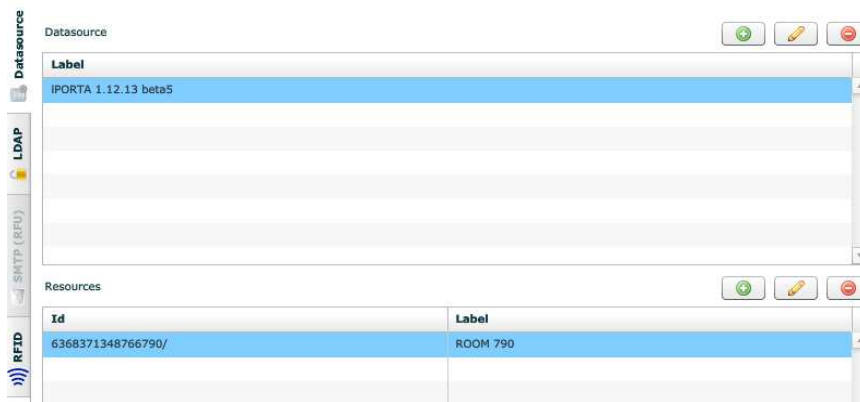 Datasource
LDAP
SMTP (RFU)
RFID
Datasource
Label
iPORTA 1.12.13 beta5
Resources
Id Label
6368371348766790/ ROOM 790